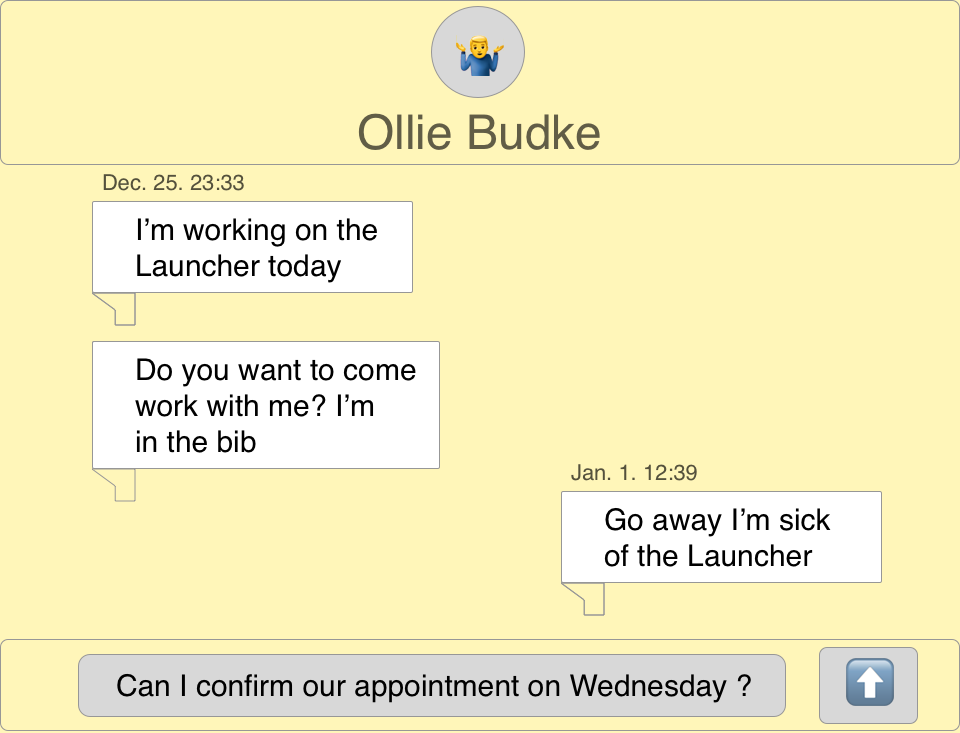 Ollie Budke
Dec. 25. 23:33
I’m working on the
Launcher today
Do you want to come
work with me? I’m
in the bib
Jan. 1. 12:39
Go away I’m sick
of the Launcher
Can I confirm our appointment on Wednesday ?